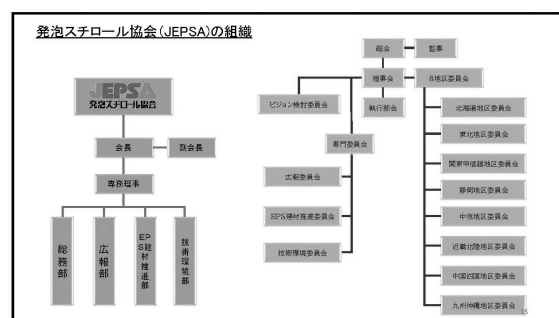 発泡スチロール協会(JEPSA)の組織
JEPSA
発泡スチロール協会
会長
副会長
専務理事
総務部
広報部
EPS建材推進部
技術環境部
総会
監事
理事会
8地区委員会
ビジョン検討委員会
執行部会
専門委員会
広報委員会
EPS建材推進委員会
技術環境委員会
北海道地区委員会
東北地区委員会
関東甲信越地区委員会
静岡地区委員会
中京地区委員会
近畿北陸地区委員会
中国四国地区委員会
九州沖縄地区委員会
15